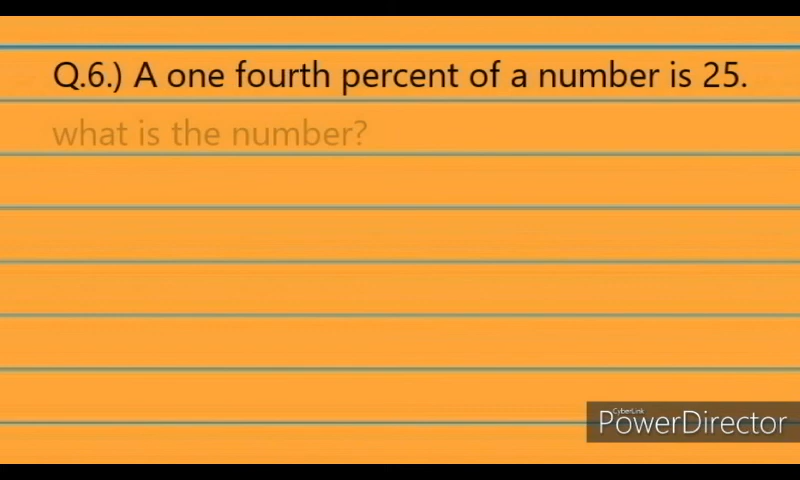 Q.6.) A one fourth percent of a number is 25.
what is the number?
CyberLink
PowerDirector